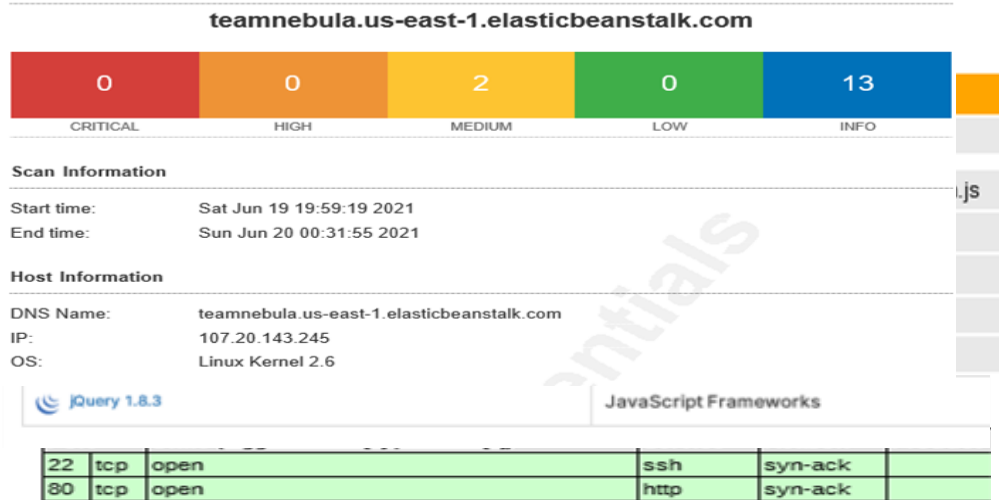 teamnebula.us-east-1.elasticbeanstalk.com
0 0 2 0 13
CRITICAL HIGH MEDIUM LOW INFO
Scan Information
.js
Start time: Sat Jun 19 19:59:19 2021
End time: Sun Jun 20 00:31:55 2021
Host Information
DNS Name: teamnebula.us-east-1.elasticbeanstalk.com
IP: 107.20.143.245
OS: Linux Kernel 2.6
entials
jQuery 1.8.3 JavaScript Frameworks
22 tcp open ssh syn-ack
80 tcp open http syn-ack